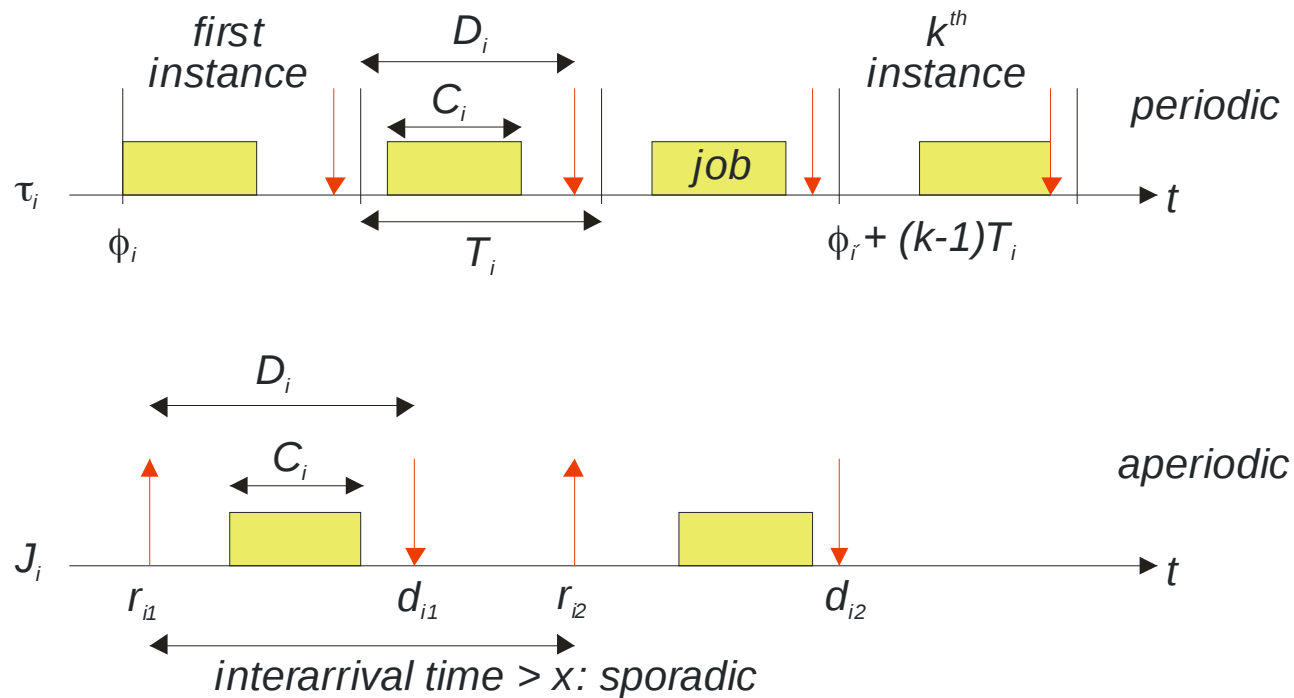 first
instance
D_i
k^th
instance
C_i
periodic
job
τ_i
t
ϕ_i
T_i
ϕ_i + (k-1)T_i
D_i
C_i
aperiodic
J_i
t
r_i1
d_i1
r_i2
d_i2
interarrival time > x: sporadic